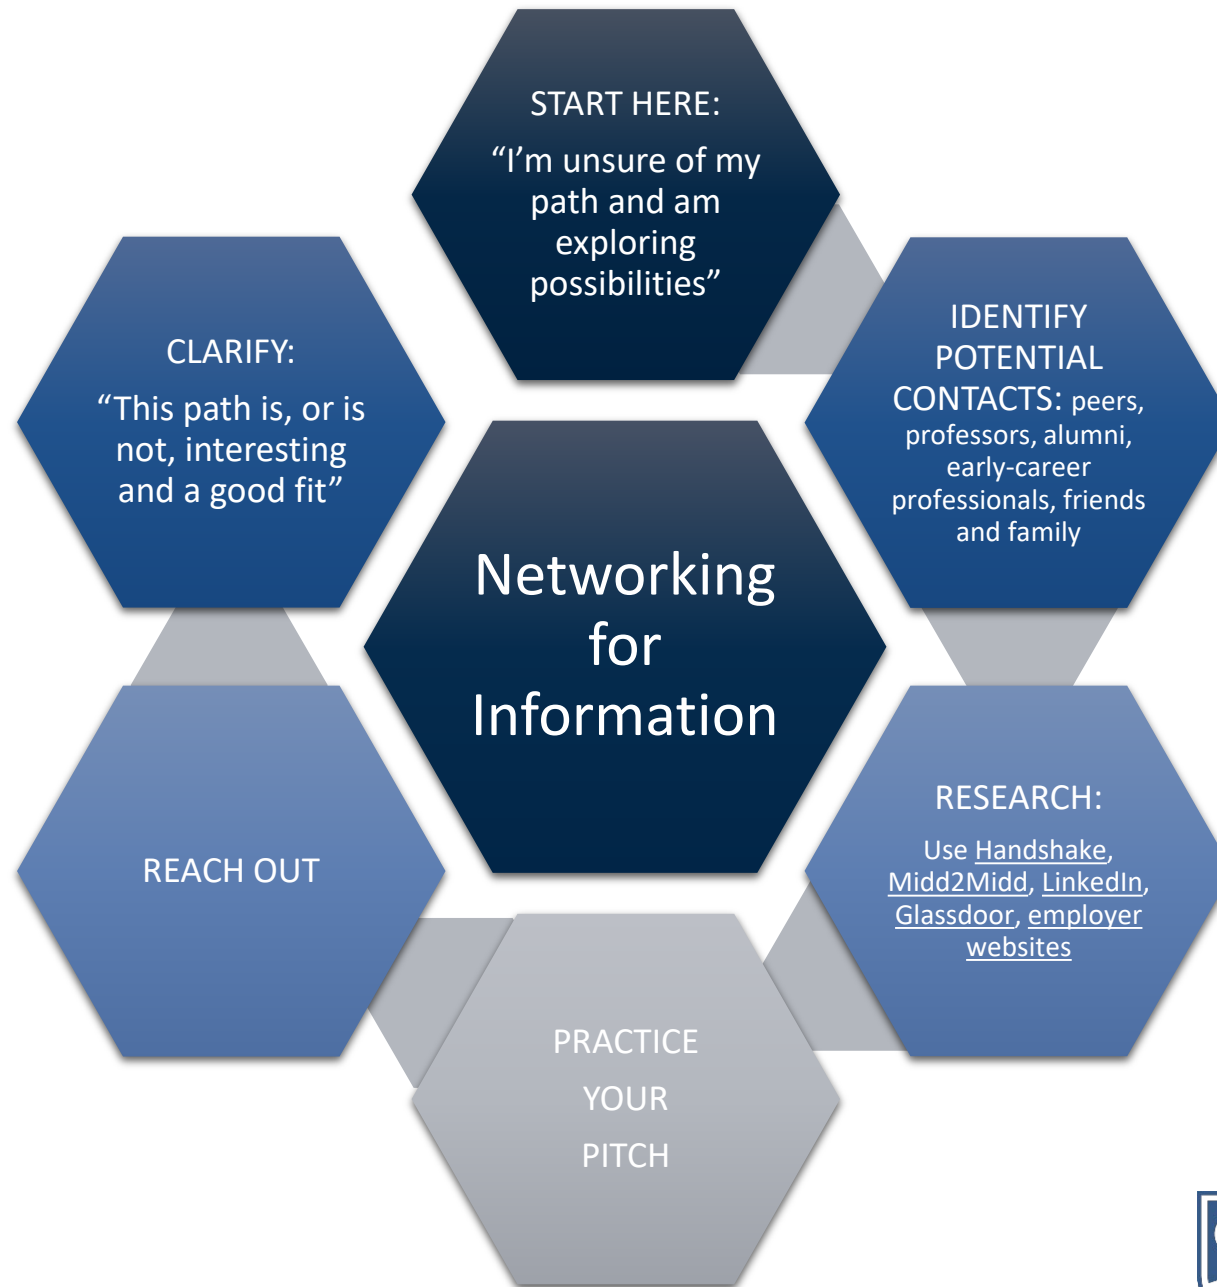 START HERE:
“I’m unsure of my
path and am
exploring
possibilities”
IDENTIFY
POTENTIAL
CONTACTS: peers,
professors, alumni,
early-career
professionals, friends
and family
RESEARCH:
Use Handshake,
Midd2Midd, LinkedIn,
Glassdoor, employer
websites
PRACTICE
YOUR
PITCH
REACH OUT
CLARIFY:
“This path is, or is
not, interesting
and a good fit”
Networking
for
Information